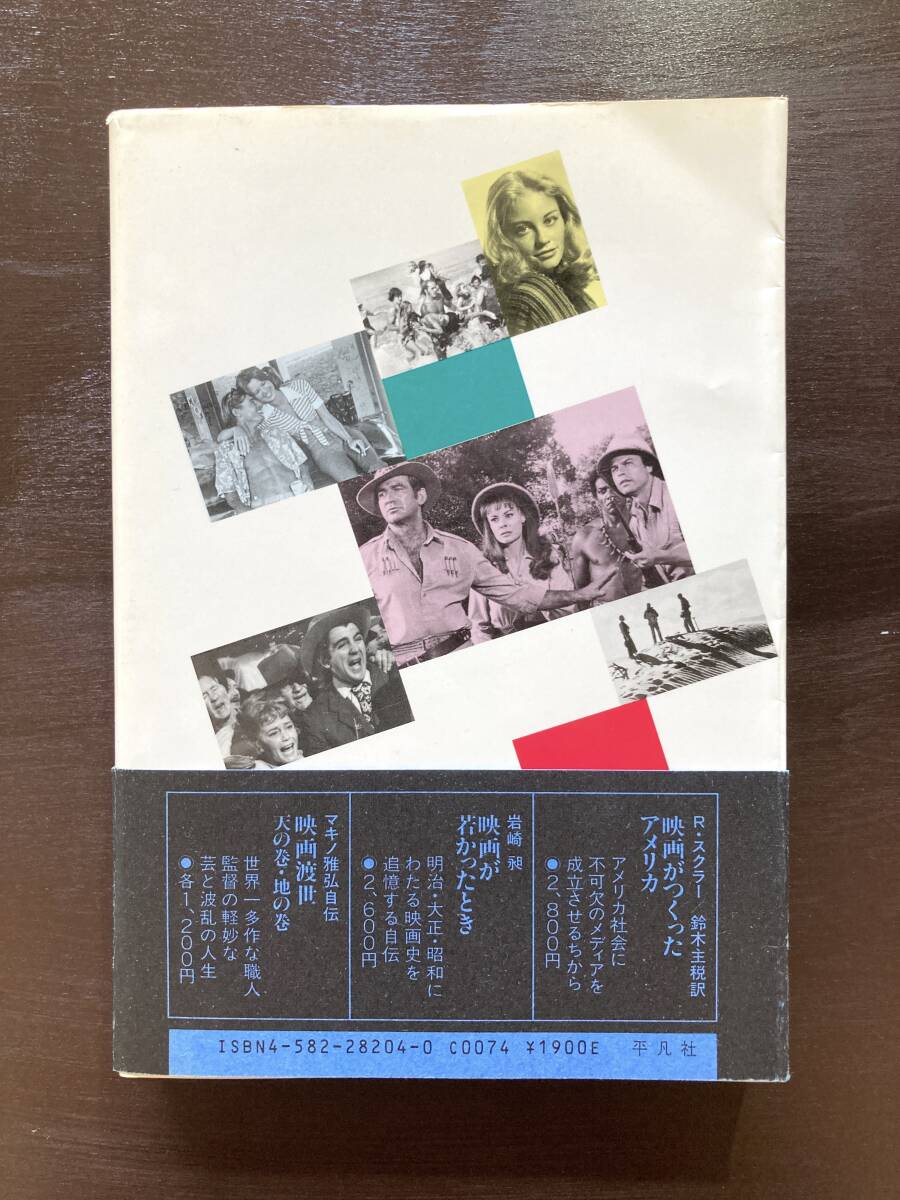 R・スクラー／鈴木主税訳
映画がつくった
アメリカ
アメリカ社会に
不可欠のメディアを
成立させるちから
●2,800円
岩崎 昶
映画が
若かったとき
明治・大正・昭和に
わたる映画史を
追憶する自伝
●2,600円
マキノ雅弘自伝
映画渡世
天の巻・地の巻
世界一多作な職人
監督の軽妙な
芸と波乱の人生
●各1,200円
ISBN4-582-28204-0 C0074 ¥1900E 平凡社